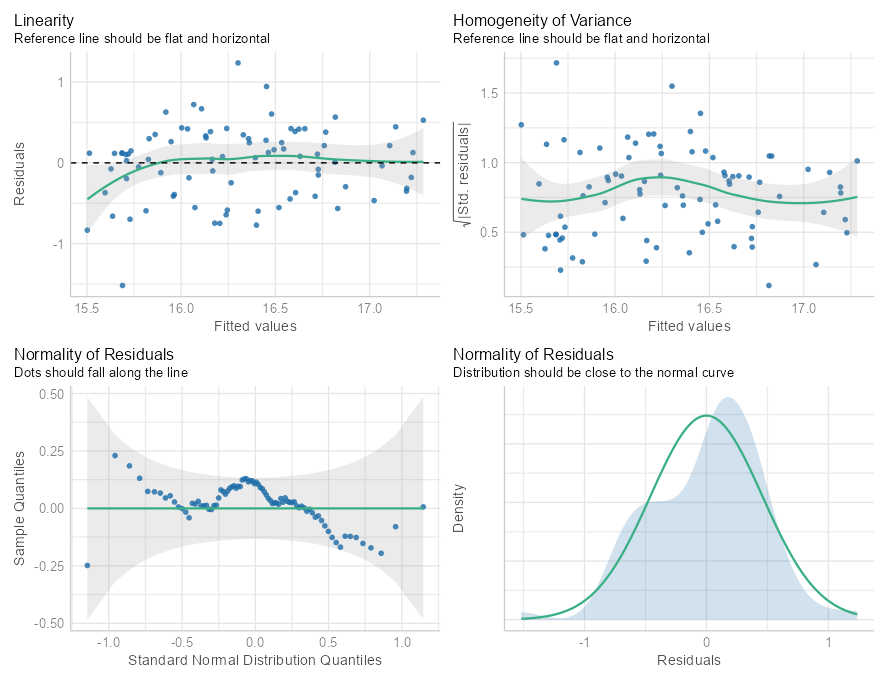 Linearity
Reference line should be flat and horizontal
1
0
-1
Residuals
15.5 16.0 16.5 17.0
Fitted values
Homogeneity of Variance
Reference line should be flat and horizontal
1.5
1.0
0.5
√|Std. residuals|
15.5 16.0 16.5 17.0
Fitted values
Normality of Residuals
Dots should fall along the line
0.50
0.25
0.00
-0.25
-0.50
Sample Quantiles
-1.0 -0.5 0.0 0.5 1.0
Standard Normal Distribution Quantiles
Normality of Residuals
Distribution should be close to the normal curve
Density
-1 0 1
Residuals